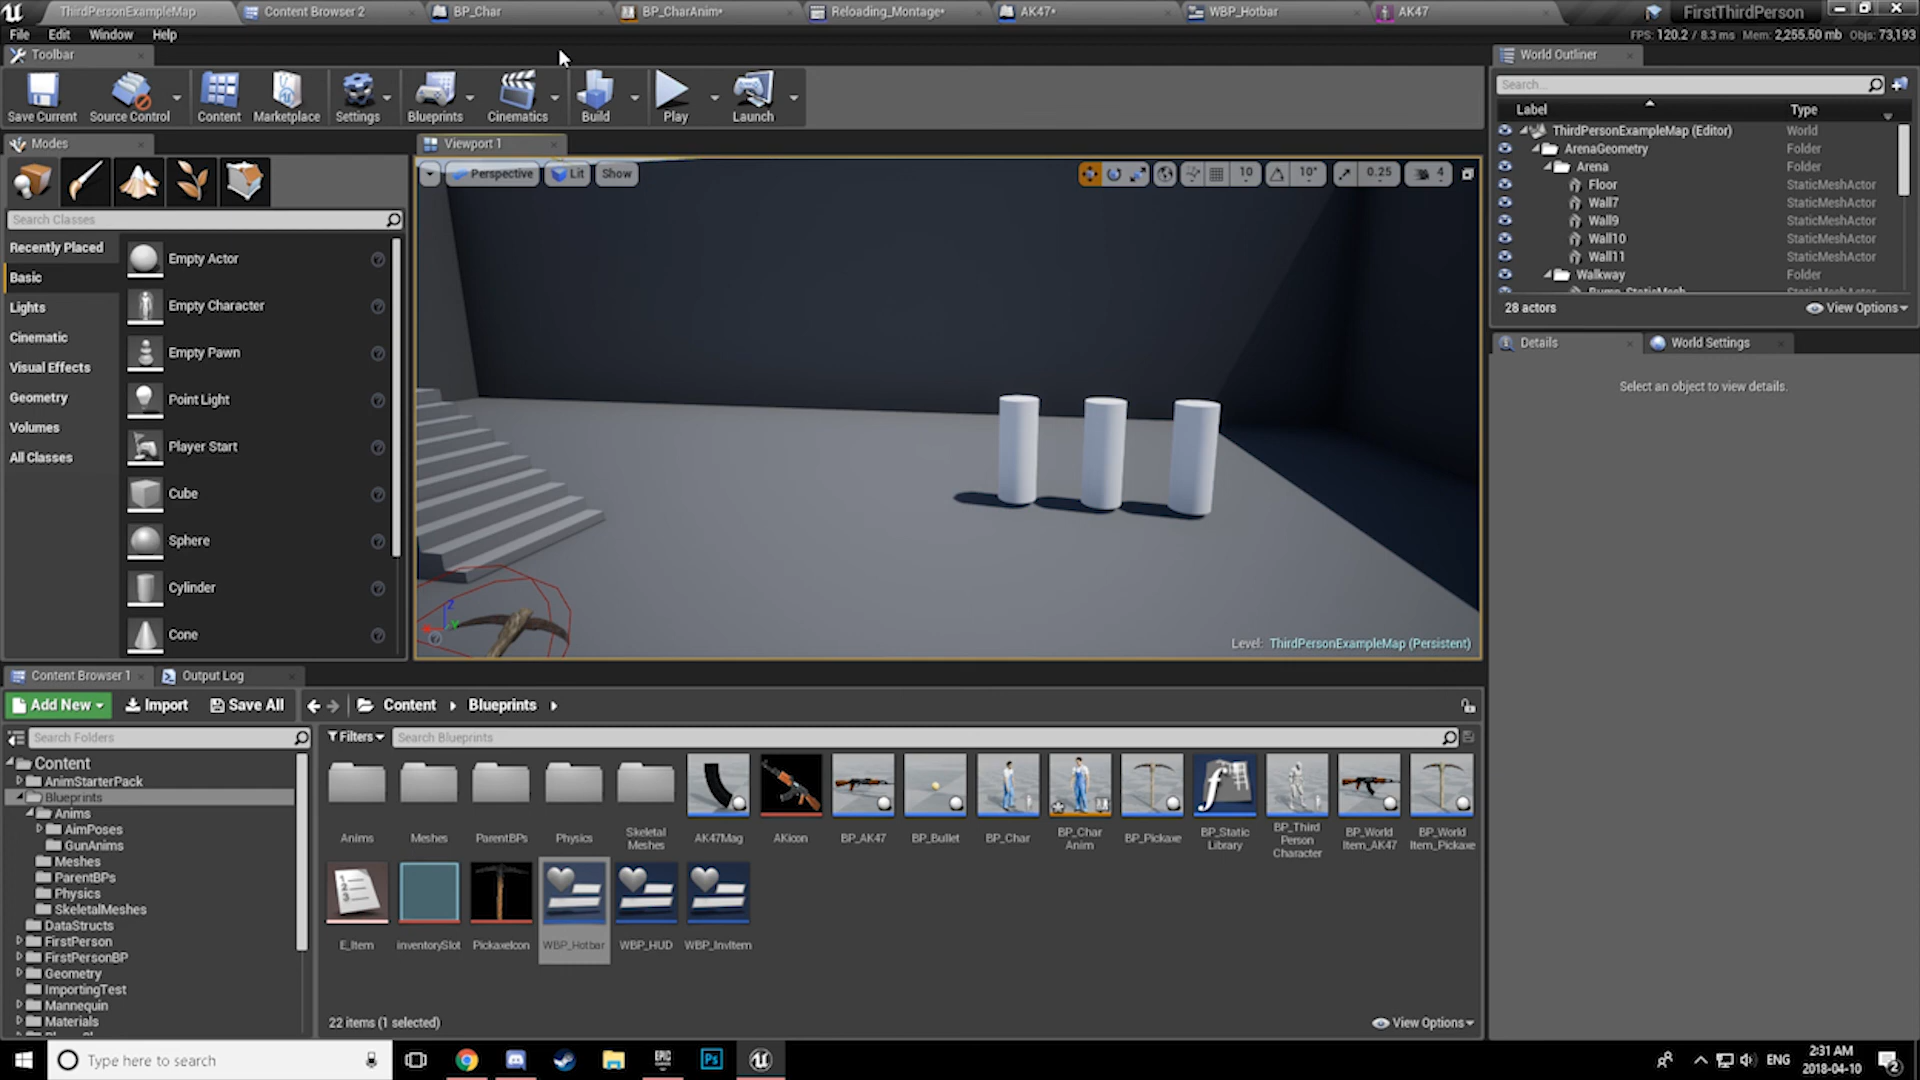 ThirdPersonExampleMap
Content Browser 2
BP_Char
BP_CharAnim*
Reloading_Montage*
AK47*
WBP_Hotbar
AK47
FirstThirdPerson
File Edit Window Help
FPS: 120.2 / 8.3 ms Mem: 2,255.50 mb Objs: 73,193
Toolbar
Save Current
Source Control
Content
Marketplace
Settings
Blueprints
Cinematics
Build
Play
Launch
Modes
Search Classes
Recently Placed
Basic
Lights
Cinematic
Visual Effects
Geometry
Volumes
All Classes
Empty Actor
Empty Character
Empty Pawn
Point Light
Player Start
Cube
Sphere
Cylinder
Cone
Viewport 1
Perspective
Lit
Show
10
10°
0.25
4
Level: ThirdPersonExampleMap (Persistent)
World Outliner
Search...
Label Type
ThirdPersonExampleMap (Editor) World
ArenaGeometry Folder
Arena Folder
Floor StaticMeshActor
Wall7 StaticMeshActor
Wall9 StaticMeshActor
Wall10 StaticMeshActor
Wall11 StaticMeshActor
Walkway Folder
Bump_StaticMesh StaticMeshActor
28 actors
View Options
Details
World Settings
Select an object to view details.
Content Browser 1
Output Log
Add New
Import
Save All
Content
Blueprints
Search Folders
Filters
Search Blueprints
Content
AnimStarterPack
Blueprints
Anims
AimPoses
GunAnims
Meshes
ParentBPs
Physics
SkeletalMeshes
DataStructs
FirstPerson
FirstPersonBP
Geometry
ImportingTest
Mannequin
Materials
Anims
Meshes
ParentBPs
Physics
Skeletal
Meshes
AK47Mag
AKicon
BP_AK47
BP_Bullet
BP_Char
BP_Char
Anim
BP_Pickaxe
BP_Static
Library
BP_Third
Person
Character
BP_World
Item_AK47
BP_World
Item_Pickaxe
E_Item
inventorySlot
PickaxeIcon
WBP_Hotbar
WBP_HUD
WBP_InvItem
22 items (1 selected)
View Options
Type here to search
EPIC
Ps
ENG
2:31 AM
2018-04-10
2